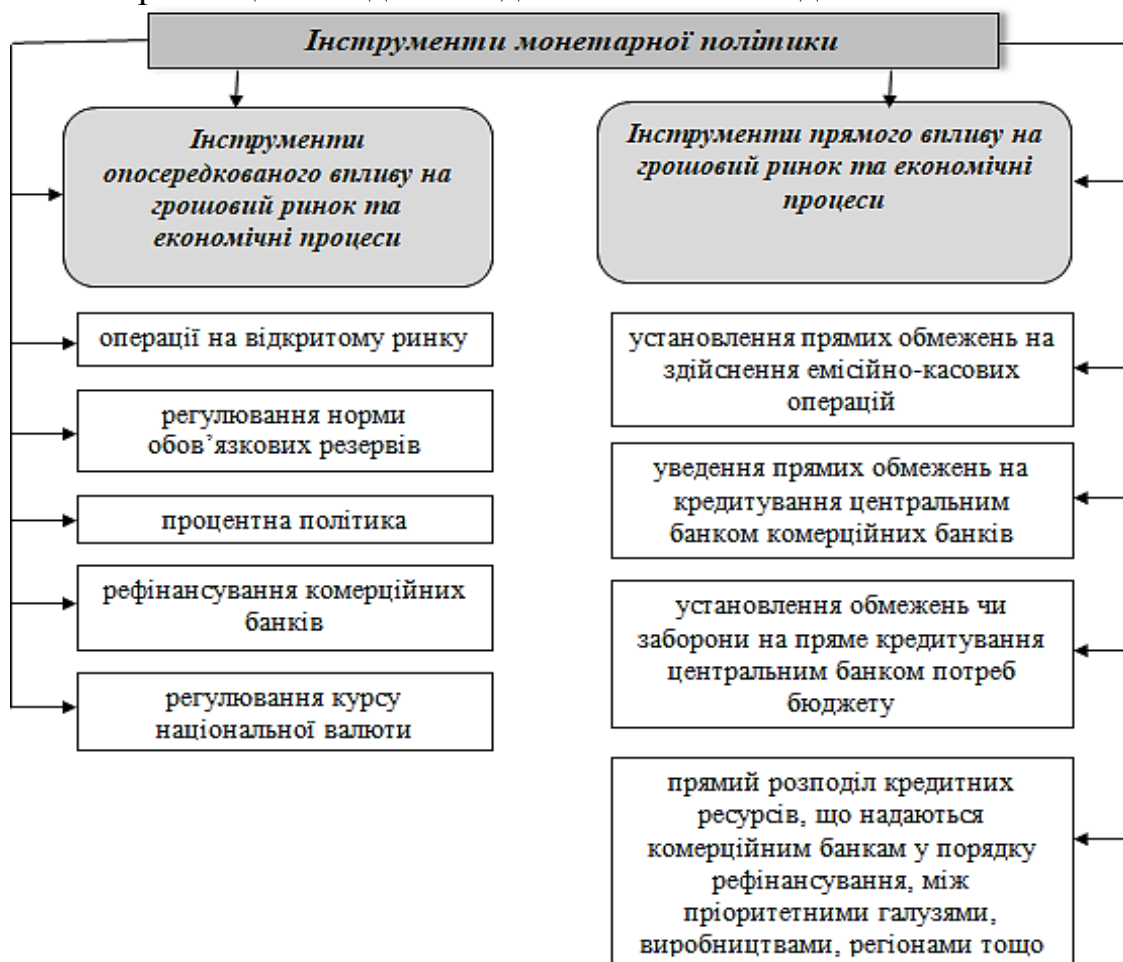 Інструменти монетарної політики
Інструменти
опосередкованого впливу на
грошовий ринок та
економічні процеси
операції на відкритому ринку
регулювання норми
обов’язкових резервів
процентна політика
рефінансування комерційних
банків
регулювання курсу
національної валюти
Інструменти прямого впливу на
грошовий ринок та економічні
процеси
установлення прямих обмежень на
здійснення емісійно-касових
операцій
уведення прямих обмежень на
кредитування центральним
банком комерційних банків
установлення обмежень чи
заборони на пряме кредитування
центральним банком потреб
бюджету
прямий розподіл кредитних
ресурсів, що надаються
комерційним банкам у порядку
рефінансування, між
пріоритетними галузями,
виробництвами, регіонами тощо